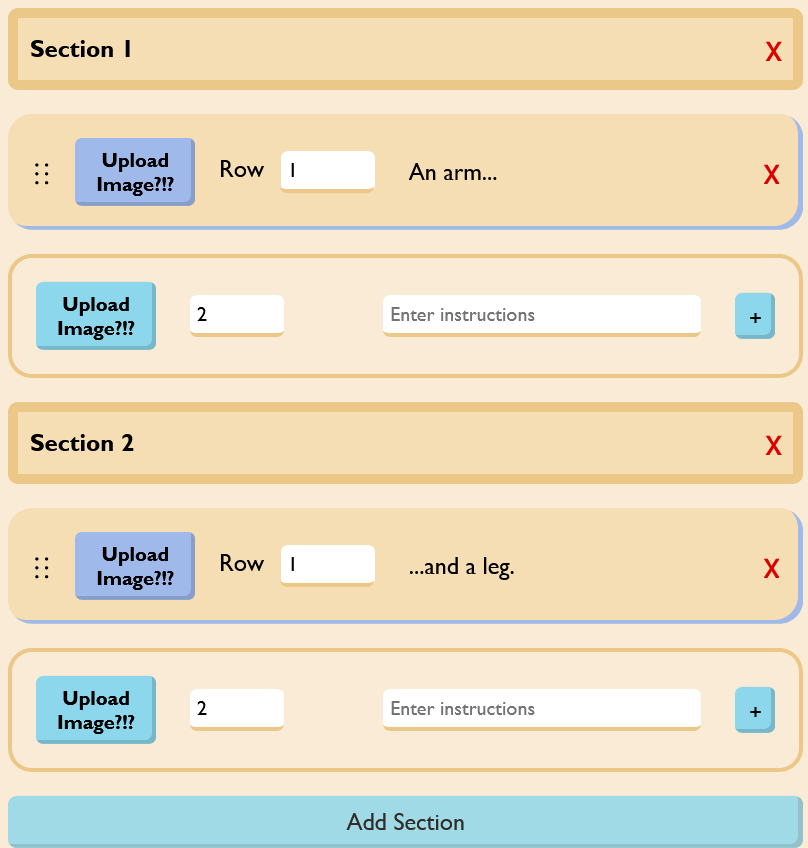 Section 1
X
Upload
Image?!?
Row
1
An arm...
X
Upload
Image?!?
2
Enter instructions
+
Section 2
X
Upload
Image?!?
Row
1
...and a leg.
X
Upload
Image?!?
2
Enter instructions
+
Add Section